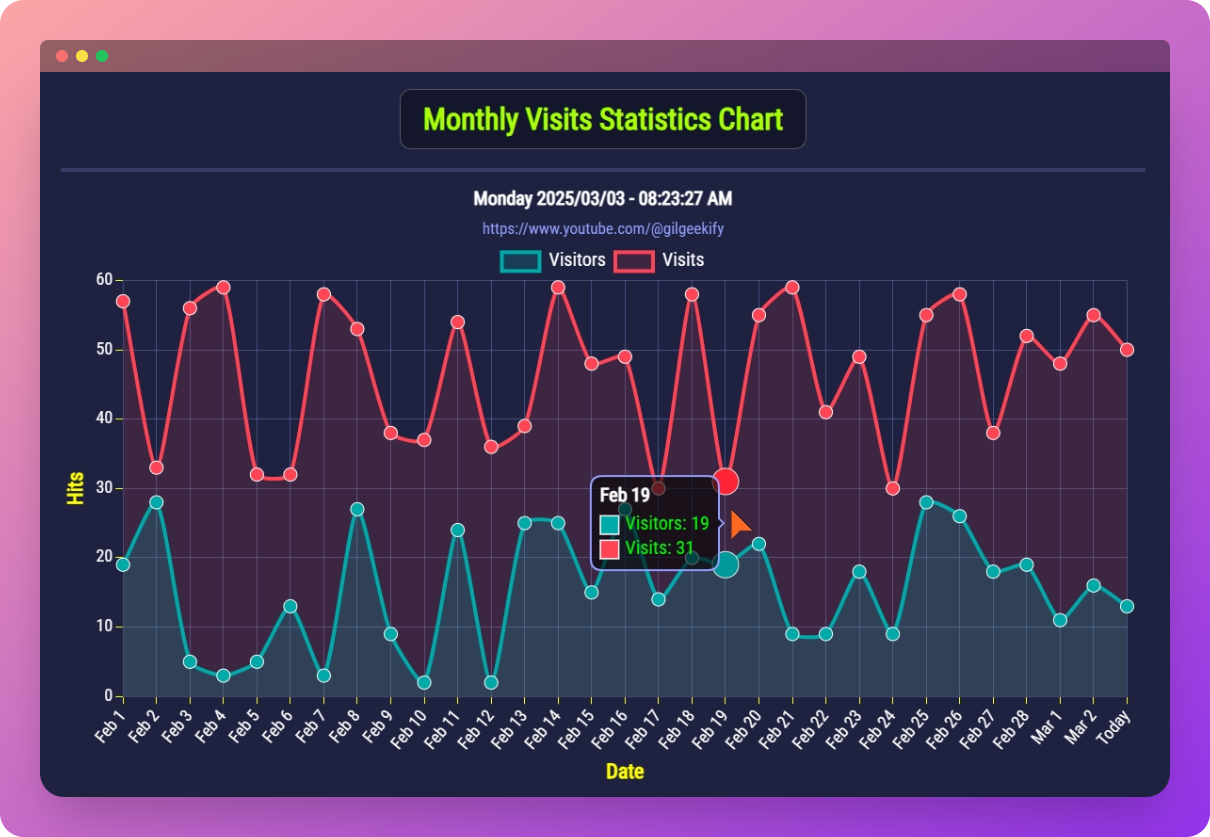 Monthly Visits Statistics Chart
Monday 2025/03/03 - 08:23:27 AM
https://www.youtube.com/@gilgeekify
Visitors Visits
60
50
40
30
20
10
0
Hits
Feb 19
Visitors: 19
Visits: 31
Feb 1 Feb 2 Feb 3 Feb 4 Feb 5 Feb 6 Feb 7 Feb 8 Feb 9 Feb 10 Feb 11 Feb 12 Feb 13 Feb 14 Feb 15 Feb 16 Feb 17 Feb 18 Feb 19 Feb 20 Feb 21 Feb 22 Feb 23 Feb 24 Feb 25 Feb 26 Feb 27 Feb 28 Mar 1 Mar 2 Today
Date